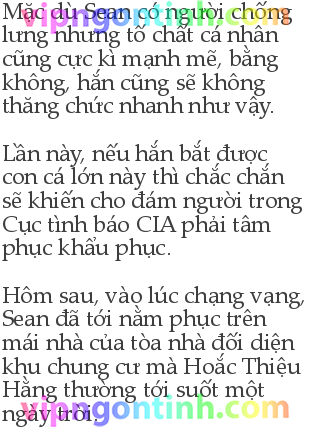 Mặc dù Sean có người chống
lưng nhưng tố chất cá nhân
cũng cực kì mạnh mẽ, bằng
không, hắn cũng sẽ không
thăng chức nhanh như vậy.

Lần này, nếu hắn bắt được
con cá lớn này thì chắc chắn
sẽ khiến cho đám người trong
Cục tình báo CIA phải tâm
phục khẩu phục.

Hôm sau, vào lúc chạng vạng,
Sean đã tới nằm phục trên
mái nhà của tòa nhà đối diện
khu chung cư mà Hoắc Thiệu
Hằng thường tới suốt một
ngày trời.
vipngontinh.com
vipngontinh.com